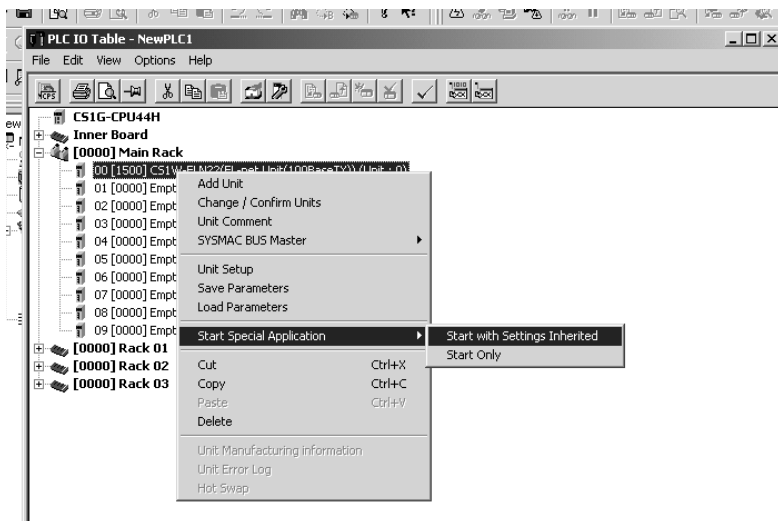 PLC IO Table - NewPLC1
File Edit View Options Help
CS1G-CPU44H
Inner Board
[0000] Main Rack
00 [1500] CS1W-FLN22(FL-net Unit(100BaseTX)) (Unit : 0)
01 [0000] Empt
02 [0000] Empt
03 [0000] Empt
04 [0000] Empt
05 [0000] Empt
06 [0000] Empt
07 [0000] Empt
08 [0000] Empt
09 [0000] Empt
[0000] Rack 01
[0000] Rack 02
[0000] Rack 03
Add Unit
Change / Confirm Units
Unit Comment
SYSMAC BUS Master
Unit Setup
Save Parameters
Load Parameters
Start Special Application
Cut Ctrl+X
Copy Ctrl+C
Paste Ctrl+V
Delete
Unit Manufacturing information
Unit Error Log
Hot Swap
Start with Settings Inherited
Start Only